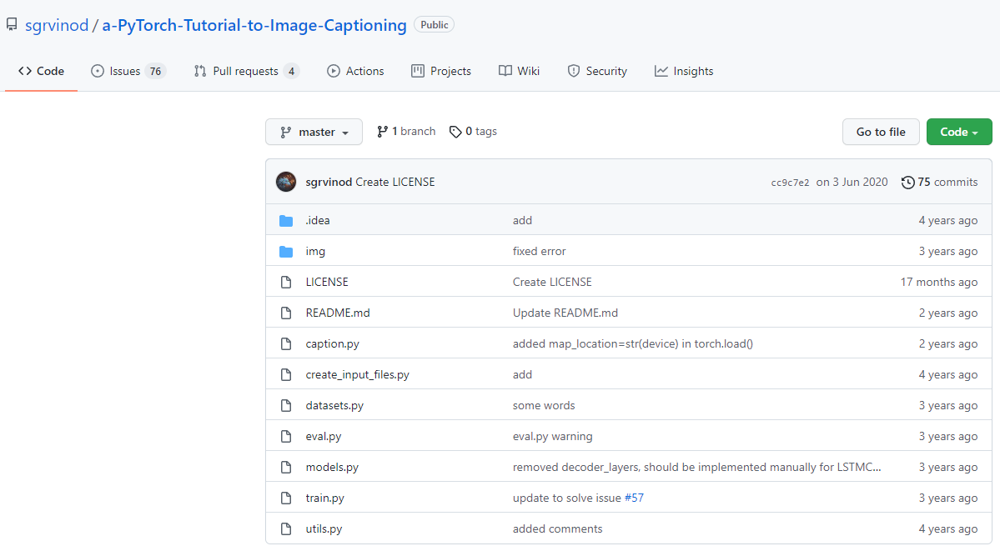 sgrvinod / a-PyTorch-Tutorial-to-Image-Captioning Public
Code Issues 76 Pull requests 4 Actions Projects Wiki Security Insights
master 1 branch 0 tags Go to file Code
sgrvinod Create LICENSE cc9c7e2 on 3 Jun 2020 75 commits
.idea add 4 years ago
img fixed error 3 years ago
LICENSE Create LICENSE 17 months ago
README.md Update README.md 2 years ago
caption.py added map_location=str(device) in torch.load() 2 years ago
create_input_files.py add 4 years ago
datasets.py some words 3 years ago
eval.py eval.py warning 3 years ago
models.py removed decoder_layers, should be implemented manually for LSTMC... 3 years ago
train.py update to solve issue #57 3 years ago
utils.py added comments 4 years ago